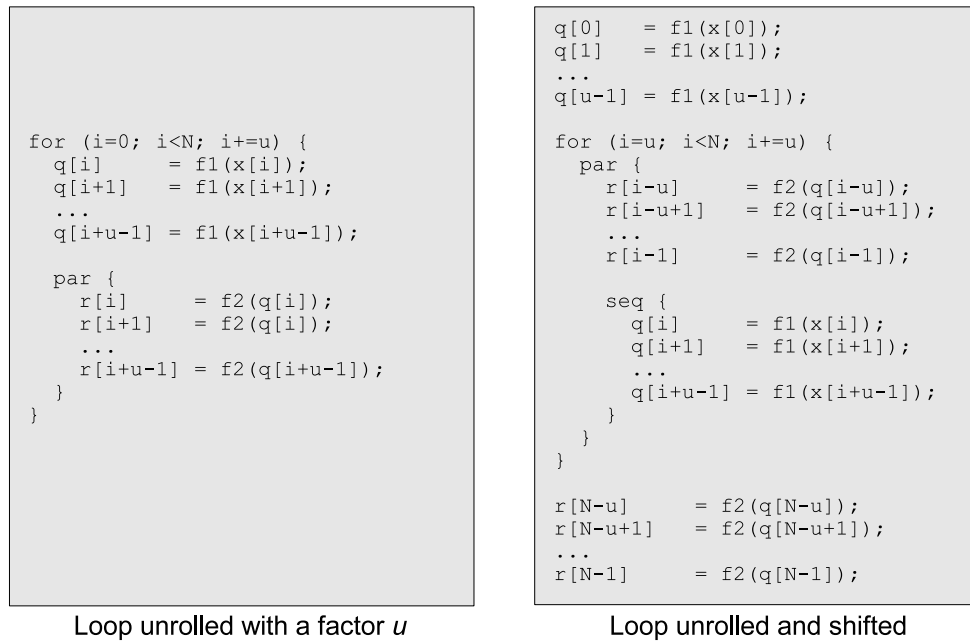 for (i=0; i<N; i+=u) {
  q[i]     = f1(x[i]);
  q[i+1]   = f1(x[i+1]);
  ...
  q[i+u-1] = f1(x[i+u-1]);

  par {
    r[i]     = f2(q[i]);
    r[i+1]   = f2(q[i]);
    ...
    r[i+u-1] = f2(q[i+u-1]);
  }
}
Loop unrolled with a factor u
q[0]   = f1(x[0]);
q[1]   = f1(x[1]);
...
q[u-1] = f1(x[u-1]);

for (i=u; i<N; i+=u) {
  par {
    r[i-u]     = f2(q[i-u]);
    r[i-u+1]   = f2(q[i-u+1]);
    ...
    r[i-1]     = f2(q[i-1]);

    seq {
      q[i]     = f1(x[i]);
      q[i+1]   = f1(x[i+1]);
      ...
      q[i+u-1] = f1(x[i+u-1]);
    }
  }
}

r[N-u]     = f2(q[N-u]);
r[N-u+1]   = f2(q[N-u+1]);
...
r[N-1]     = f2(q[N-1]);
Loop unrolled and shifted